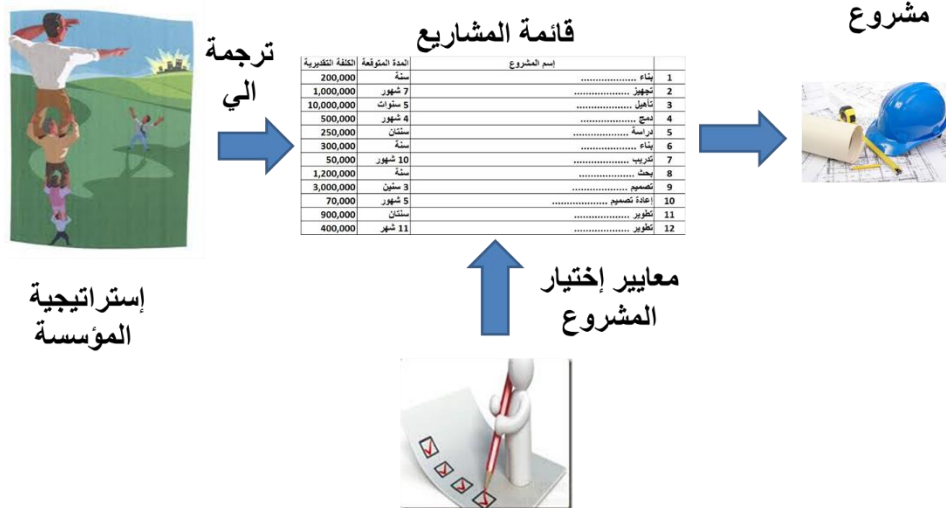 مشروع
قائمة المشاريع
ترجمة
الي
إسم المشروع المدة المتوقعة الكلفة التقديرية
1 بناء ................... سنة 200,000
2 تجهيز ................... 7 شهور 1,000,000
3 تأهيل ................... 5 سنوات 10,000,000
4 دمج ................... 4 شهور 500,000
5 دراسة ................... سنتان 250,000
6 بناء ................... سنة 300,000
7 تدريب ................... 10 شهور 50,000
8 بحث ................... سنة 1,200,000
9 تصميم ................... 3 سنين 3,000,000
10 إعادة تصميم ................... 5 شهور 70,000
11 تطوير ................... سنتان 900,000
12 تطوير ................... 11 شهر 400,000
معايير إختيار
المشروع
إستراتيجية
المؤسسة